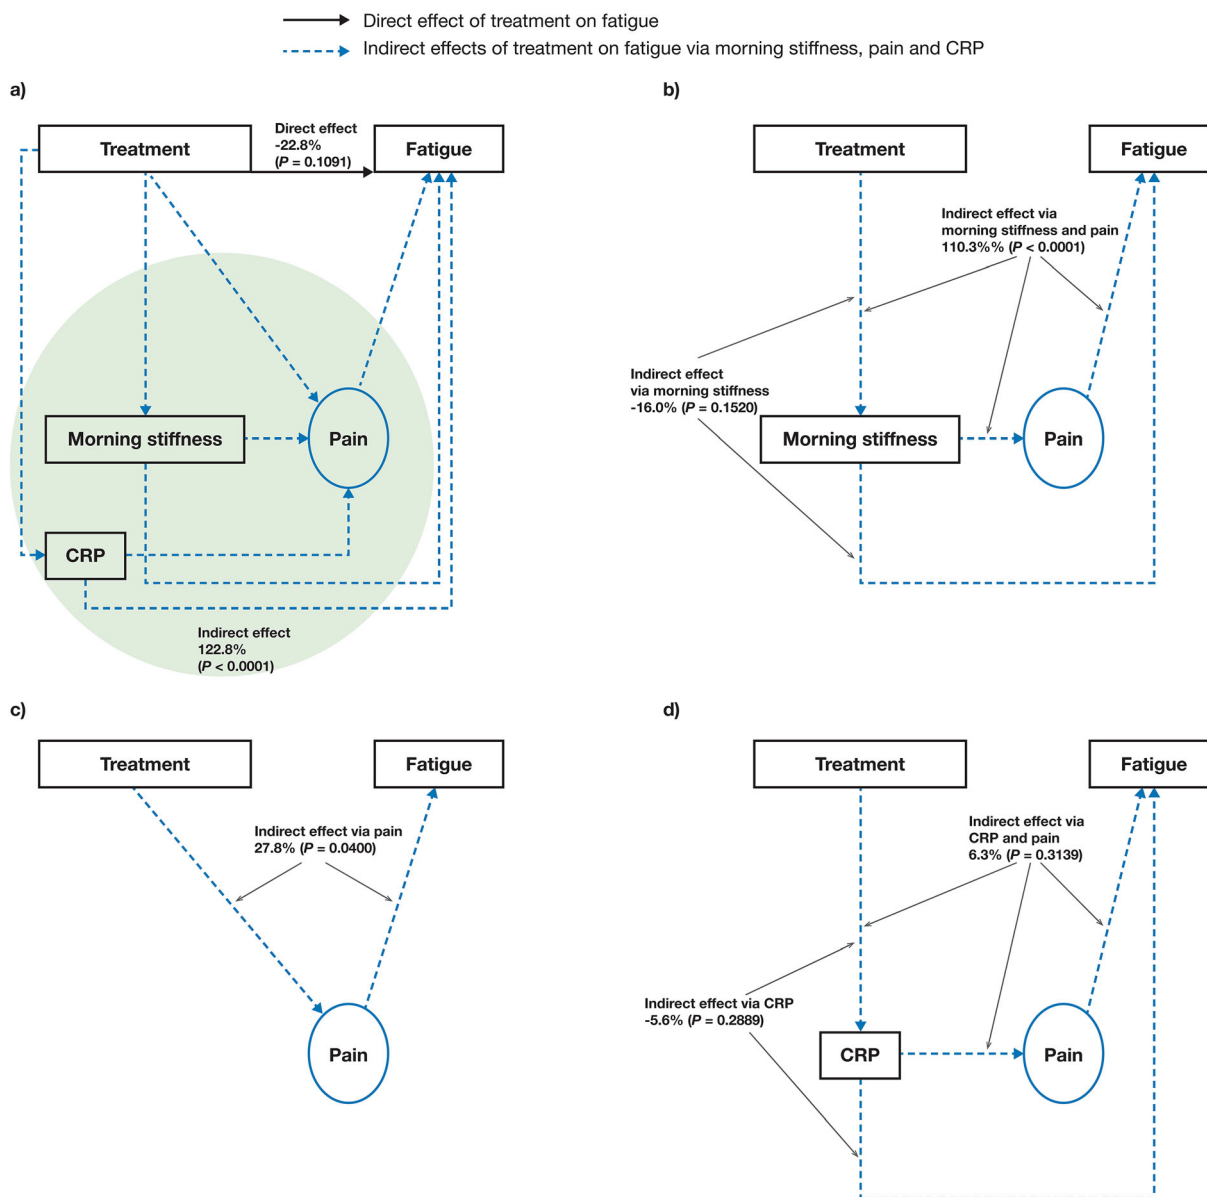 Direct effect of treatment on fatigue
Indirect effects of treatment on fatigue via morning stiffness, pain and CRP
a)
Treatment
Direct effect
-22.8%
(P = 0.1091)
Fatigue
Morning stiffness
Pain
CRP
Indirect effect
122.8%
(P < 0.0001)
b)
Treatment
Fatigue
Indirect effect via
morning stiffness and pain
110.3%% (P < 0.0001)
Indirect effect
via morning stiffness
-16.0% (P = 0.1520)
Morning stiffness
Pain
c)
Treatment
Fatigue
Indirect effect via pain
27.8% (P = 0.0400)
Pain
d)
Treatment
Fatigue
Indirect effect via
CRP and pain
6.3% (P = 0.3139)
Indirect effect via CRP
-5.6% (P = 0.2889)
CRP
Pain